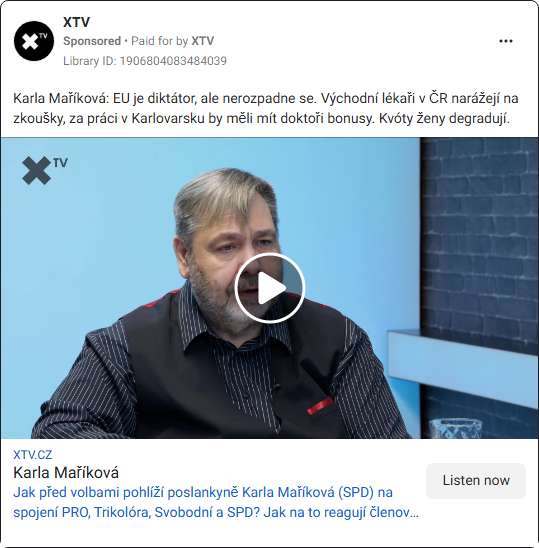 XTV
Sponsored • Paid for by XTV
Library ID: 1906804083484039
Karla Maříková: EU je diktátor, ale nerozpadne se. Východní lékaři v ČR narážejí na
zkoušky, za práci v Karlovarsku by měli mít doktoři bonusy. Kvóty ženy degradují.
XTV
XTV.CZ
Karla Maříková
Jak před volbami pohlíží poslankyně Karla Maříková (SPD) na
spojení PRO, Trikolóra, Svobodní a SPD? Jak na to reagují členov...
Listen now